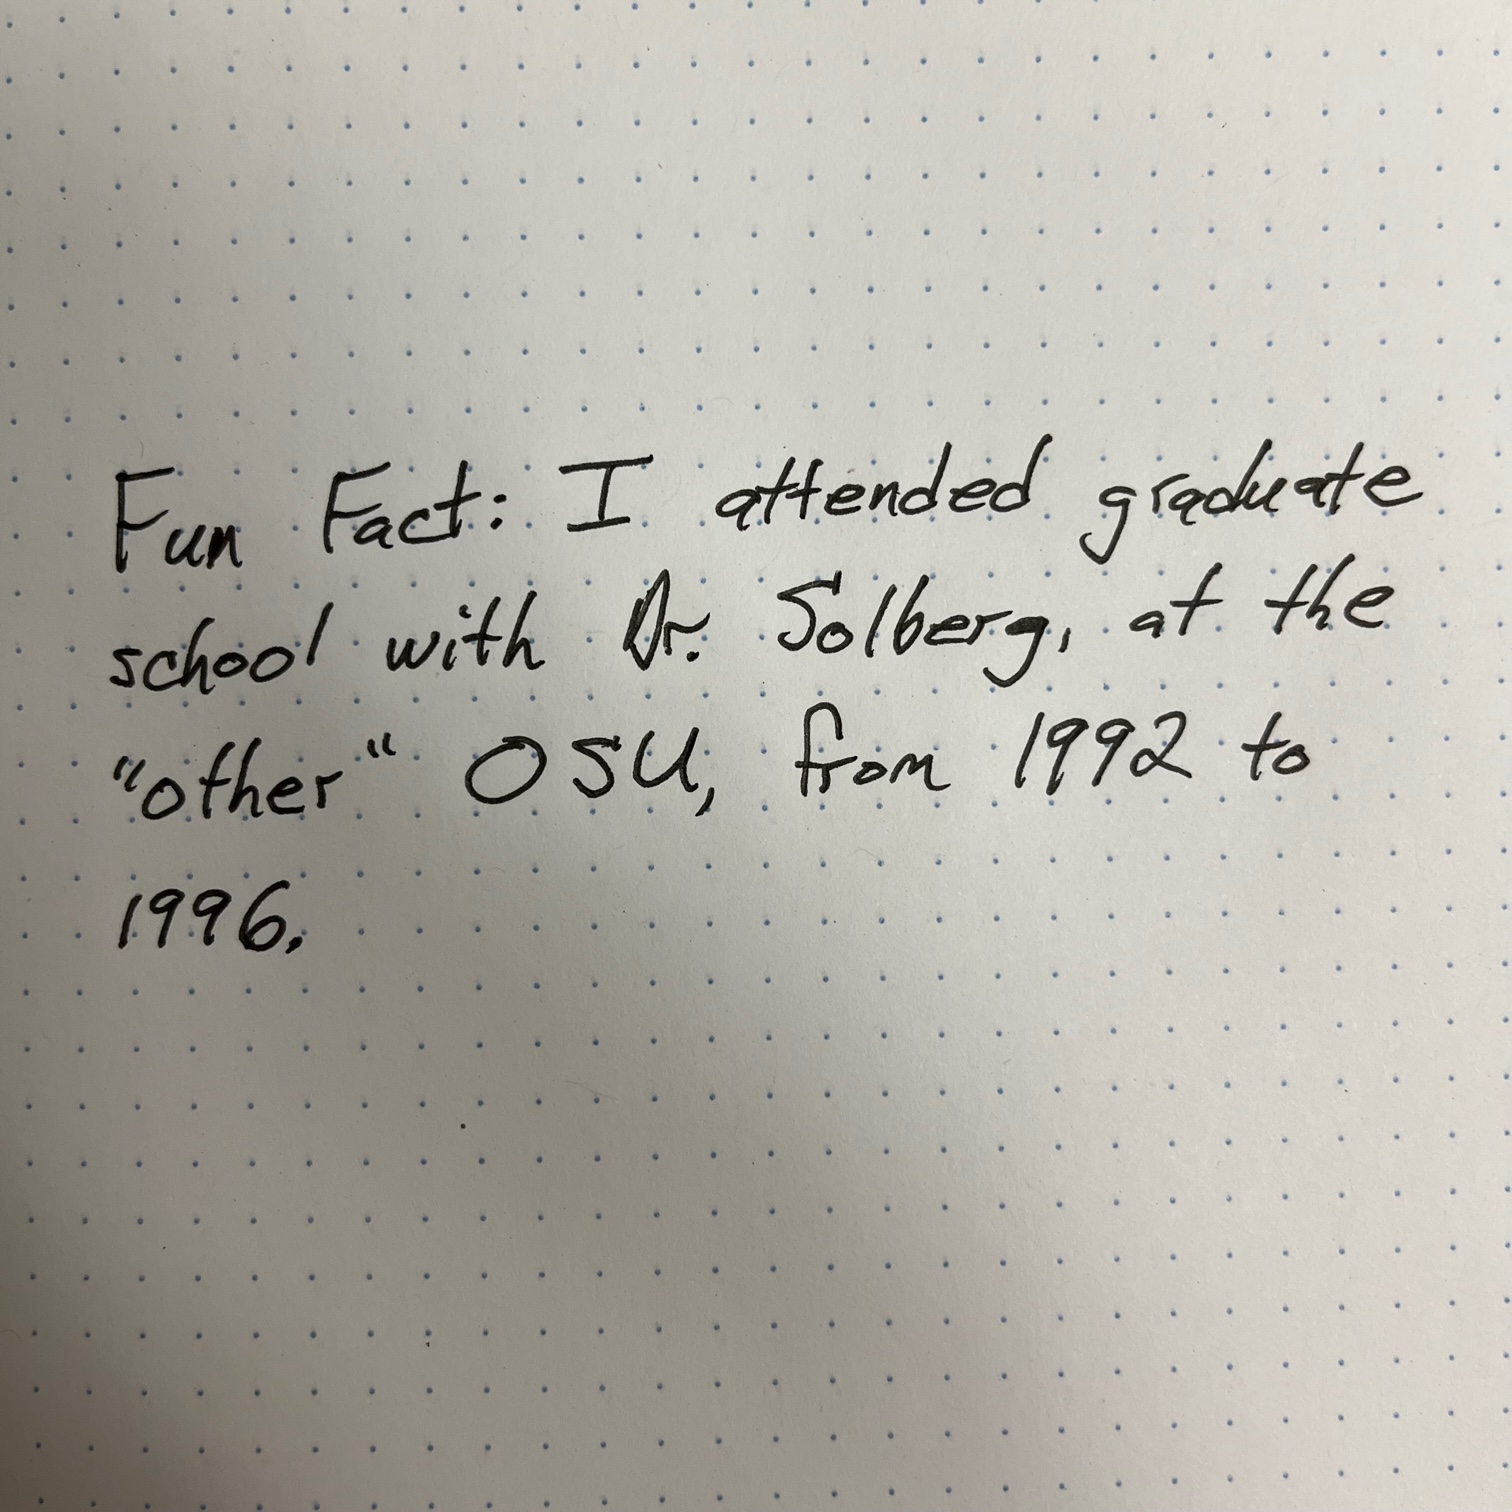 Fun Fact: I attended graduate
school with Dr. Solberg, at the
"other" OSU, from 1992 to
1996.